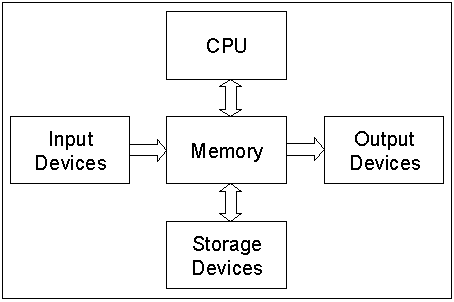 CPU
Input
Devices
Memory
Output
Devices
Storage
Devices